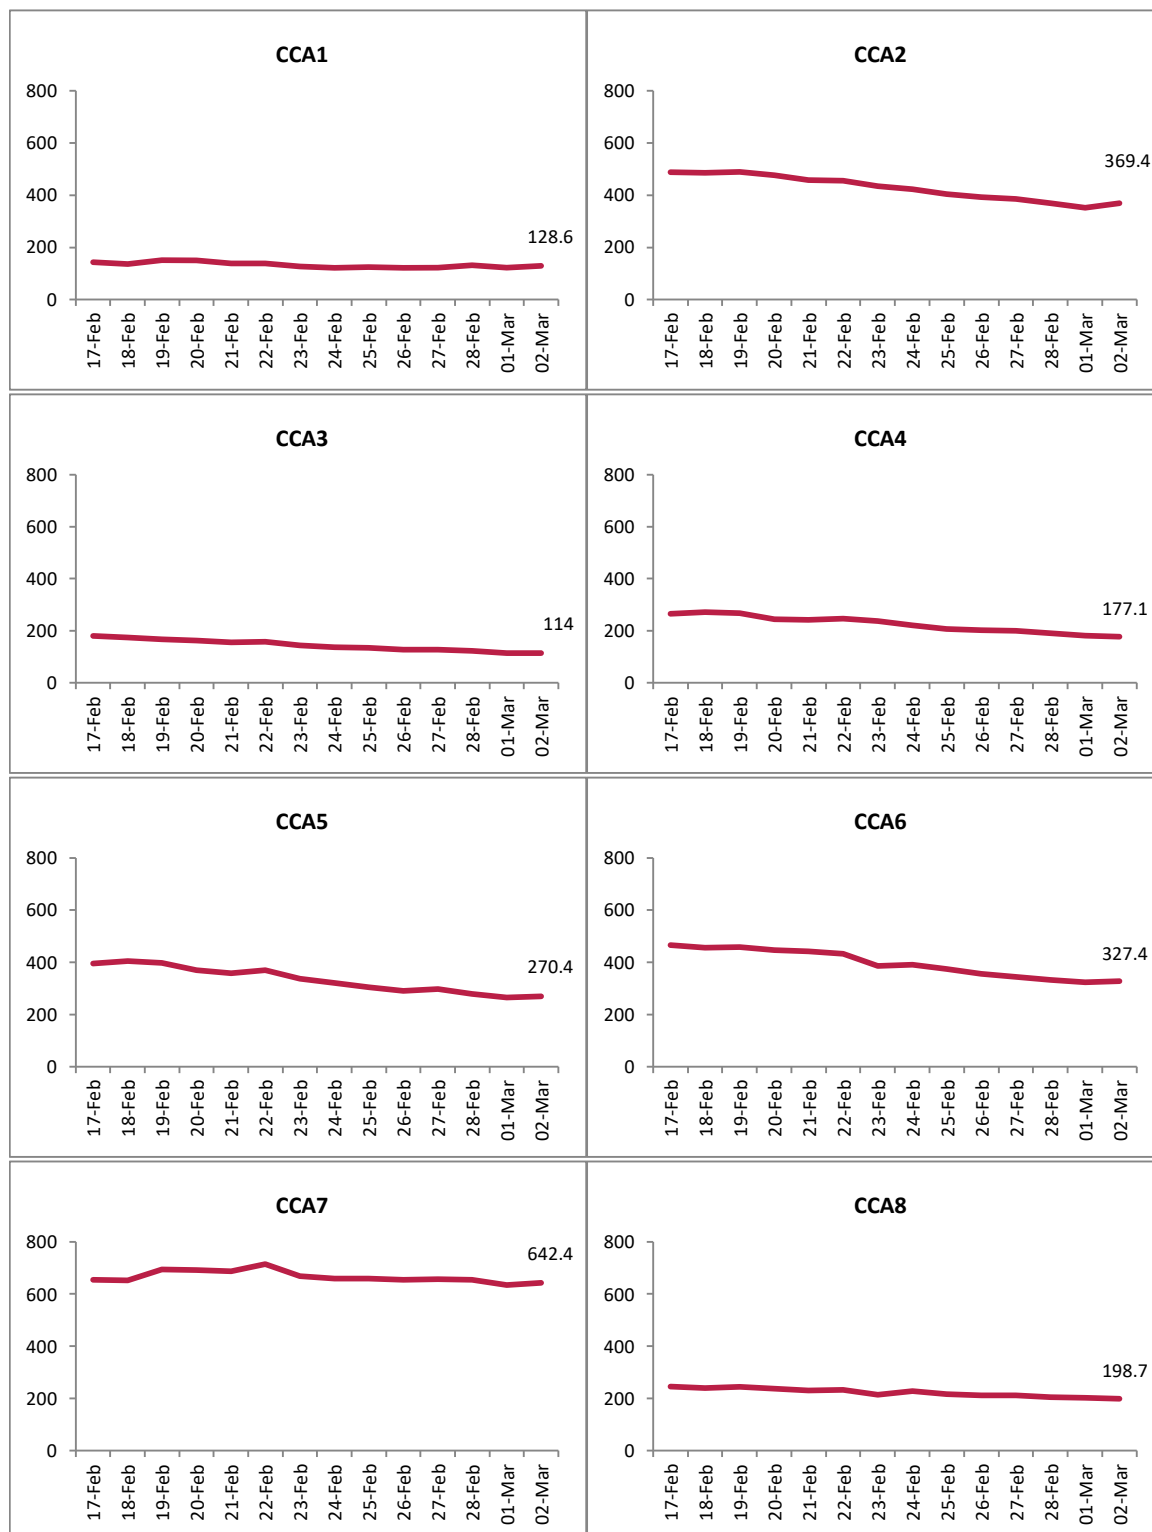 CCA1
800
600
400
200
0
128.6
17-Feb
18-Feb
19-Feb
20-Feb
21-Feb
22-Feb
23-Feb
24-Feb
25-Feb
26-Feb
27-Feb
28-Feb
01-Mar
02-Mar
CCA2
800
600
400
200
0
369.4
17-Feb
18-Feb
19-Feb
20-Feb
21-Feb
22-Feb
23-Feb
24-Feb
25-Feb
26-Feb
27-Feb
28-Feb
01-Mar
02-Mar
CCA3
800
600
400
200
0
114
17-Feb
18-Feb
19-Feb
20-Feb
21-Feb
22-Feb
23-Feb
24-Feb
25-Feb
26-Feb
27-Feb
28-Feb
01-Mar
02-Mar
CCA4
800
600
400
200
0
177.1
17-Feb
18-Feb
19-Feb
20-Feb
21-Feb
22-Feb
23-Feb
24-Feb
25-Feb
26-Feb
27-Feb
28-Feb
01-Mar
02-Mar
CCA5
800
600
400
200
0
270.4
17-Feb
18-Feb
19-Feb
20-Feb
21-Feb
22-Feb
23-Feb
24-Feb
25-Feb
26-Feb
27-Feb
28-Feb
01-Mar
02-Mar
CCA6
800
600
400
200
0
327.4
17-Feb
18-Feb
19-Feb
20-Feb
21-Feb
22-Feb
23-Feb
24-Feb
25-Feb
26-Feb
27-Feb
28-Feb
01-Mar
02-Mar
CCA7
800
600
400
200
0
642.4
17-Feb
18-Feb
19-Feb
20-Feb
21-Feb
22-Feb
23-Feb
24-Feb
25-Feb
26-Feb
27-Feb
28-Feb
01-Mar
02-Mar
CCA8
800
600
400
200
0
198.7
17-Feb
18-Feb
19-Feb
20-Feb
21-Feb
22-Feb
23-Feb
24-Feb
25-Feb
26-Feb
27-Feb
28-Feb
01-Mar
02-Mar